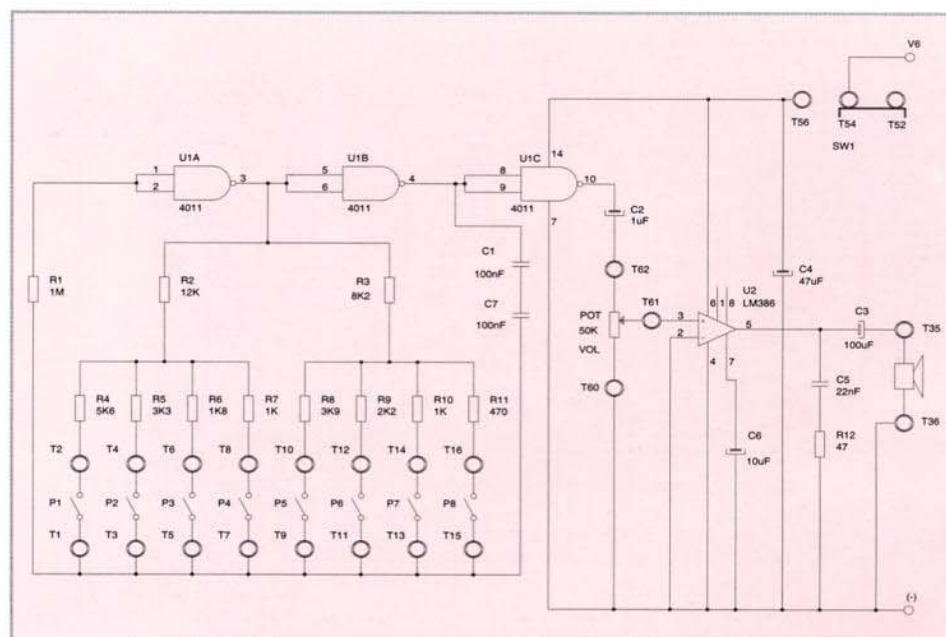 V6
T56
T54
T52
SW1
U1A
U1B
U1C
14
1
2
3
5
6
4
8
9
10
4011
4011
4011
7
C2
1uF
R1
1M
R2
12K
R3
8K2
C1
100nF
C7
100nF
T62
C4
47uF
POT
50K
VOL
T61
3
2
6
1
8
U2
LM386
5
4
7
C3
100uF
T35
C5
22nF
T36
T60
R4
5K6
R5
3K3
R6
1K8
R7
1K
R8
3K9
R9
2K2
R10
1K
R11
470
C6
10uF
R12
47
T2
T4
T6
T8
T10
T12
T14
T16
P1
P2
P3
P4
P5
P6
P7
P8
T1
T3
T5
T7
T9
T11
T13
T15
+
-
(-)